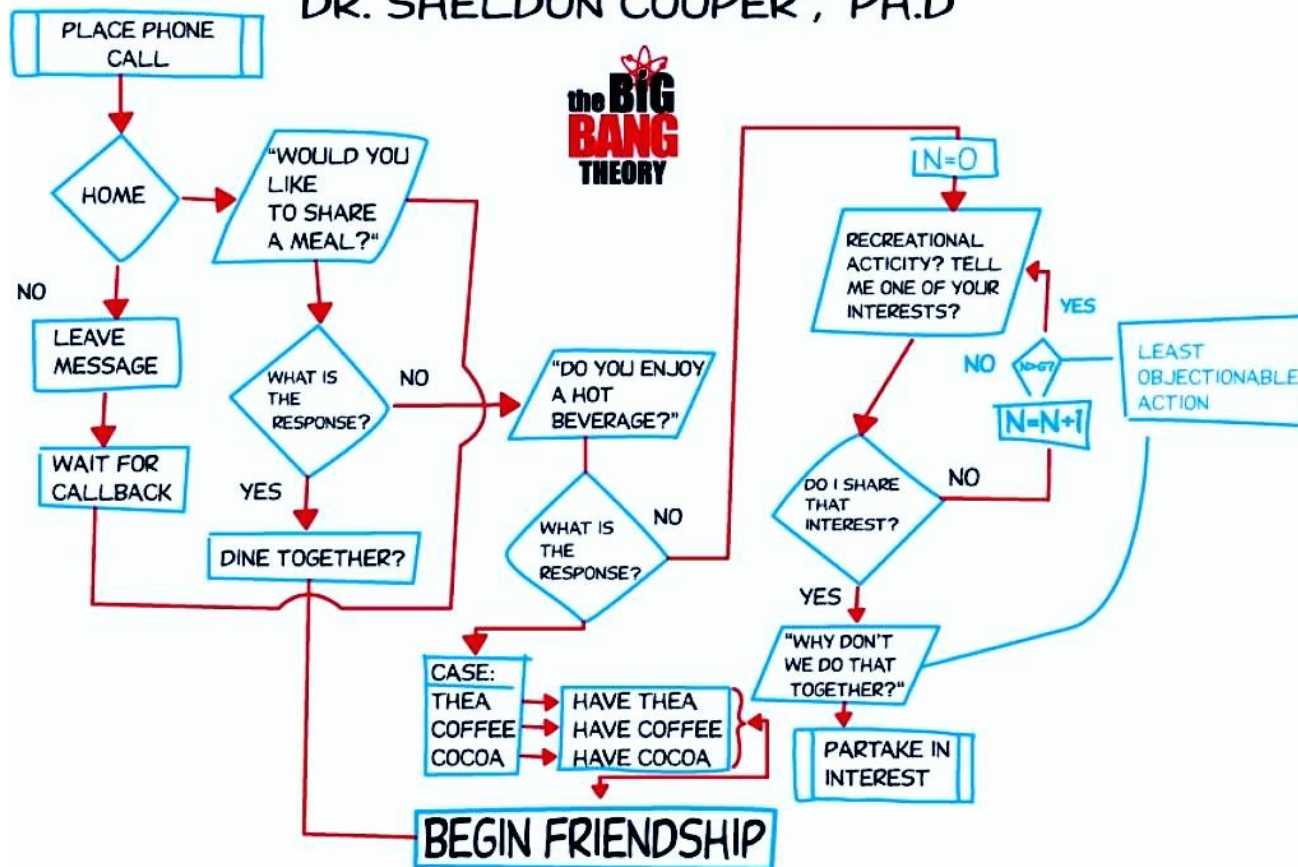 DR. SHELDON COOPER, PH.D
PLACE PHONE
CALL
the BIG
BANG
THEORY
HOME
"WOULD YOU
LIKE
TO SHARE
A MEAL?"
N=0
RECREATIONAL
ACTICITY? TELL
ME ONE OF YOUR
INTERESTS?
NO
LEAVE
MESSAGE
WAIT FOR
CALLBACK
WHAT IS
THE
RESPONSE?
NO
YES
DINE TOGETHER?
"DO YOU ENJOY
A HOT
BEVERAGE?"
WHAT IS
THE
RESPONSE?
NO
CASE:
THEA
COFFEE
COCOA
HAVE THEA
HAVE COFFEE
HAVE COCOA
YES
NO
LEAST
OBJECTIONABLE
ACTION
N=N+1
DO I SHARE
THAT
INTEREST?
NO
YES
"WHY DON'T
WE DO THAT
TOGETHER?"
PARTAKE IN
INTEREST
BEGIN FRIENDSHIP